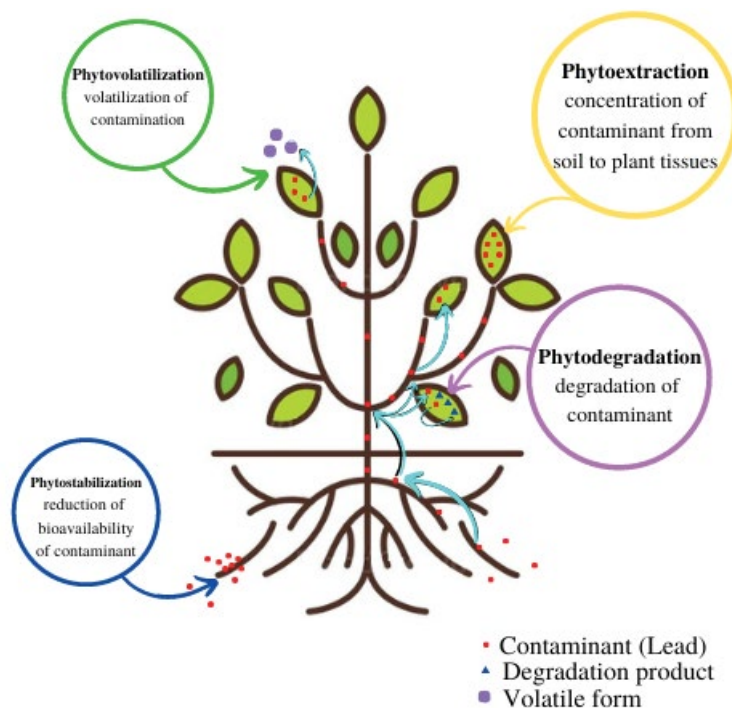 Phytovolatilization
volatilization of
contamination
Phytoextraction
concentration of
contaminant from
soil to plant tissues
Phytodegradation
degradation of
contaminant
Phytostabilization
reduction of
bioavailability
of contaminant
Contaminant (Lead)
Degradation product
Volatile form